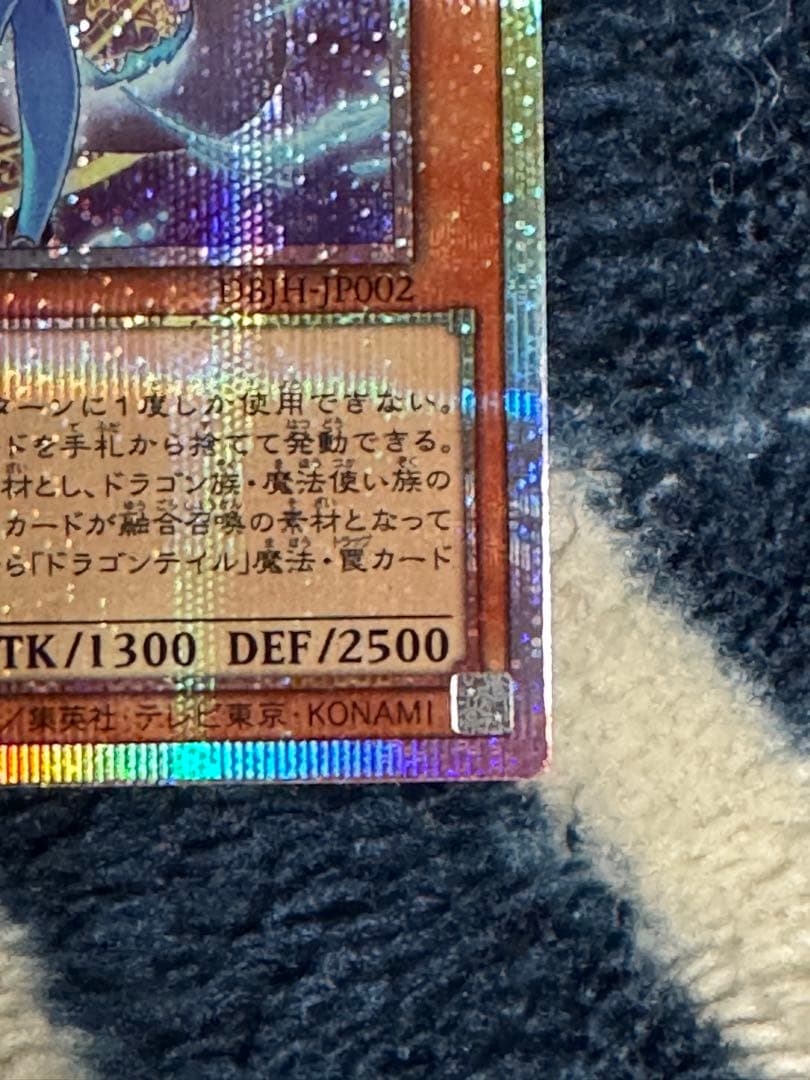 DBJH-JP002
ターンに1度しか使用できない。
ドを手札から捨てて発動できる。
材とし、ドラゴン族・魔法使い族の
カードが融合召喚の素材となって
ら「ドラゴンテイル」魔法・罠カード
TK/1300 DEF/2500
/集英社・テレビ東京・KONAMI